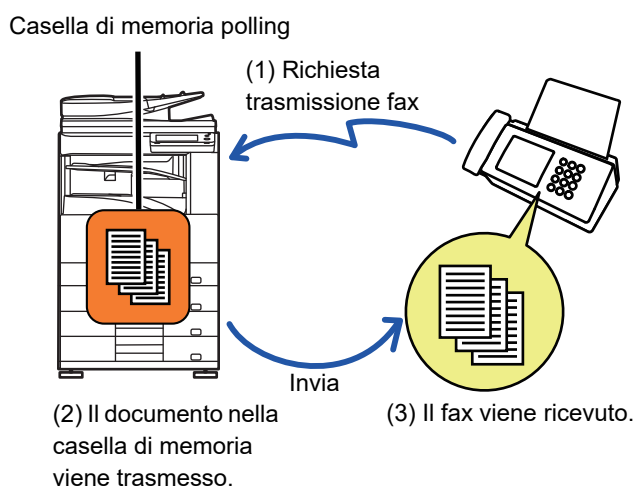 Casella di memoria polling
(1) Richiesta
trasmissione fax
Invia
(2) Il documento nella
casella di memoria
viene trasmesso.
(3) Il fax viene ricevuto.